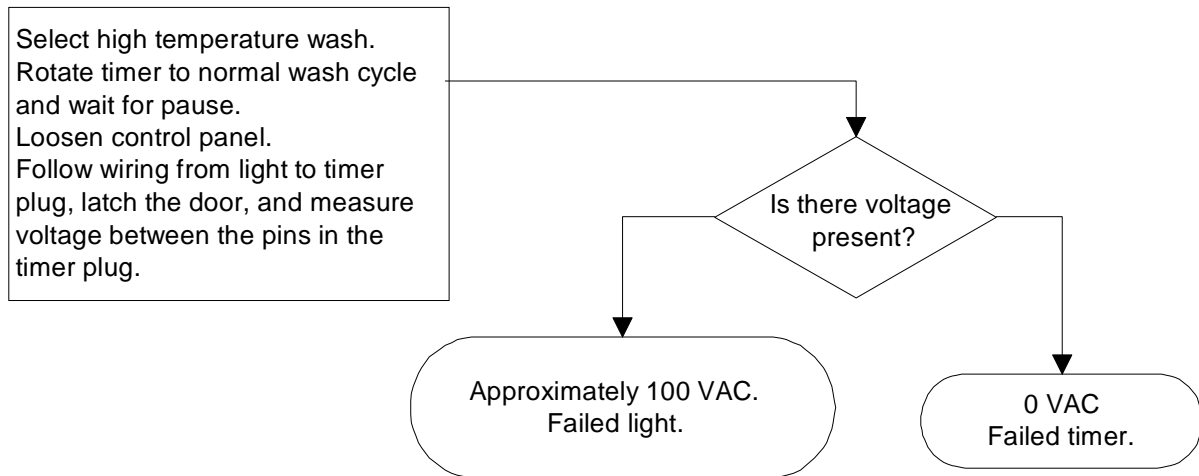 Select high temperature wash.
Rotate timer to normal wash cycle
and wait for pause.
Loosen control panel.
Follow wiring from light to timer
plug, latch the door, and measure
voltage between the pins in the
timer plug.
Is there voltage
present?
Approximately 100 VAC.
Failed light.
0 VAC
Failed timer.